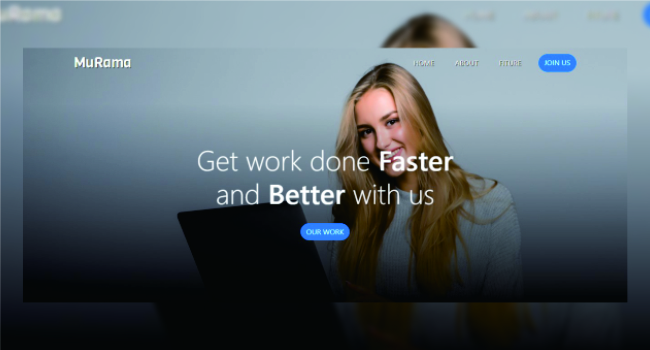 MuRama
HOME ABOUT FITURE JOIN US
Get work done Faster
and Better with us
OUR WORK